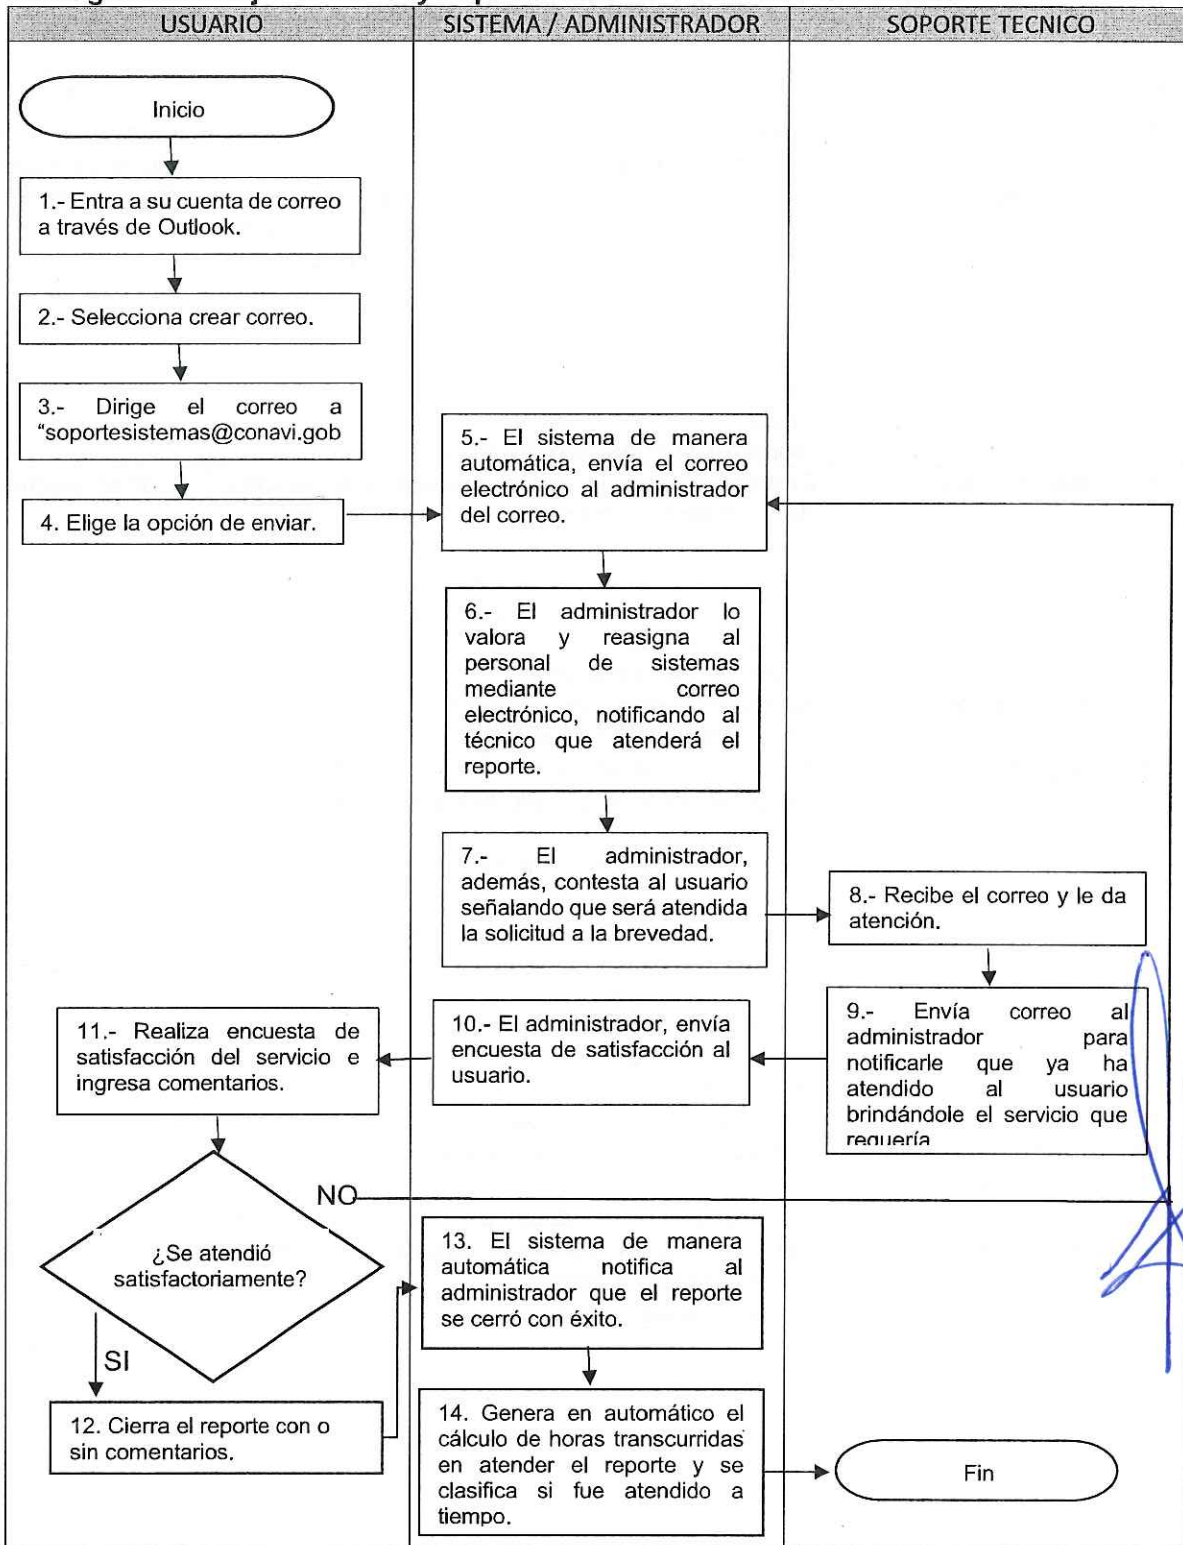 USUARIO
SISTEMA / ADMINISTRADOR
SOPORTE TECNICO
Inicio
1.- Entra a su cuenta de correo
a través de Outlook.
2.- Selecciona crear correo.
3.- Dirige el correo a
“soportesistemas@conavi.gob
4. Elige la opción de enviar.
5.- El sistema de manera
automática, envía el correo
electrónico al administrador
del correo.
6.- El administrador lo
valora y reasigna al
personal de sistemas
mediante correo
electrónico, notificando al
técnico que atenderá el
reporte.
7.- El administrador,
además, contesta al usuario
señalando que será atendida
la solicitud a la brevedad.
8.- Recibe el correo y le da
atención.
9.- Envía correo al
administrador para
notificarle que ya ha
atendido al usuario
brindándole el servicio que
requería
10.- El administrador, envía
encuesta de satisfacción al
usuario.
11.- Realiza encuesta de
satisfacción del servicio e
ingresa comentarios.
¿Se atendió
satisfactoriamente?
NO
SI
12. Cierra el reporte con o
sin comentarios.
13. El sistema de manera
automática notifica al
administrador que el reporte
se cerró con éxito.
14. Genera en automático el
cálculo de horas transcurridas
en atender el reporte y se
clasifica si fue atendido a
tiempo.
Fin